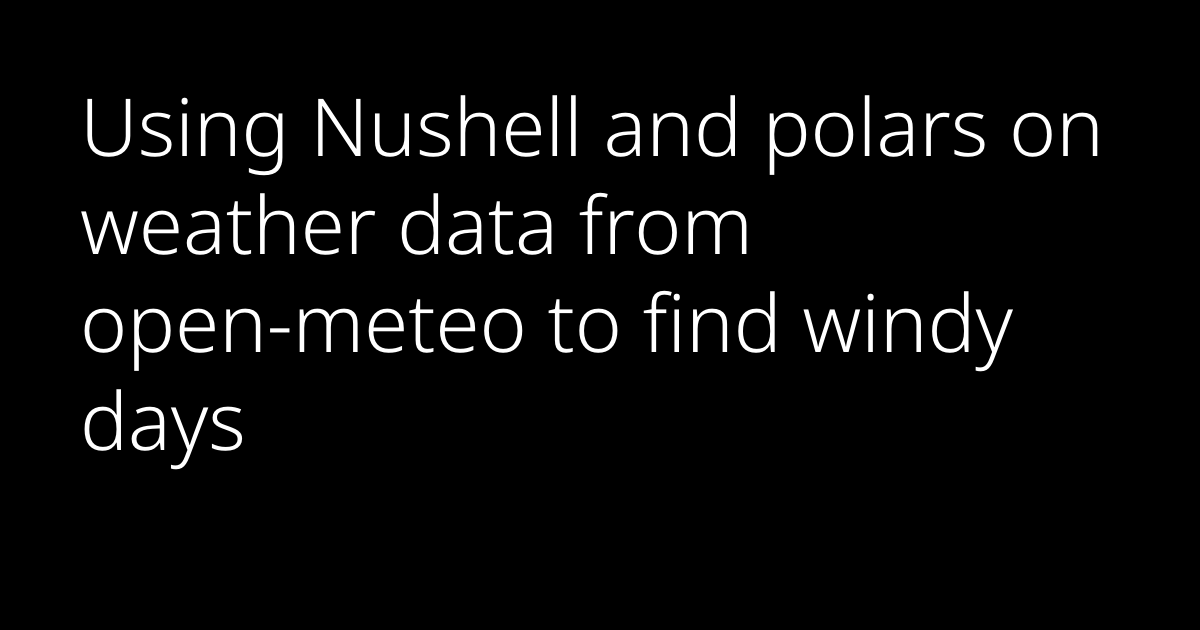 Using Nushell and polars on
weather data from
open-meteo to find windy
days